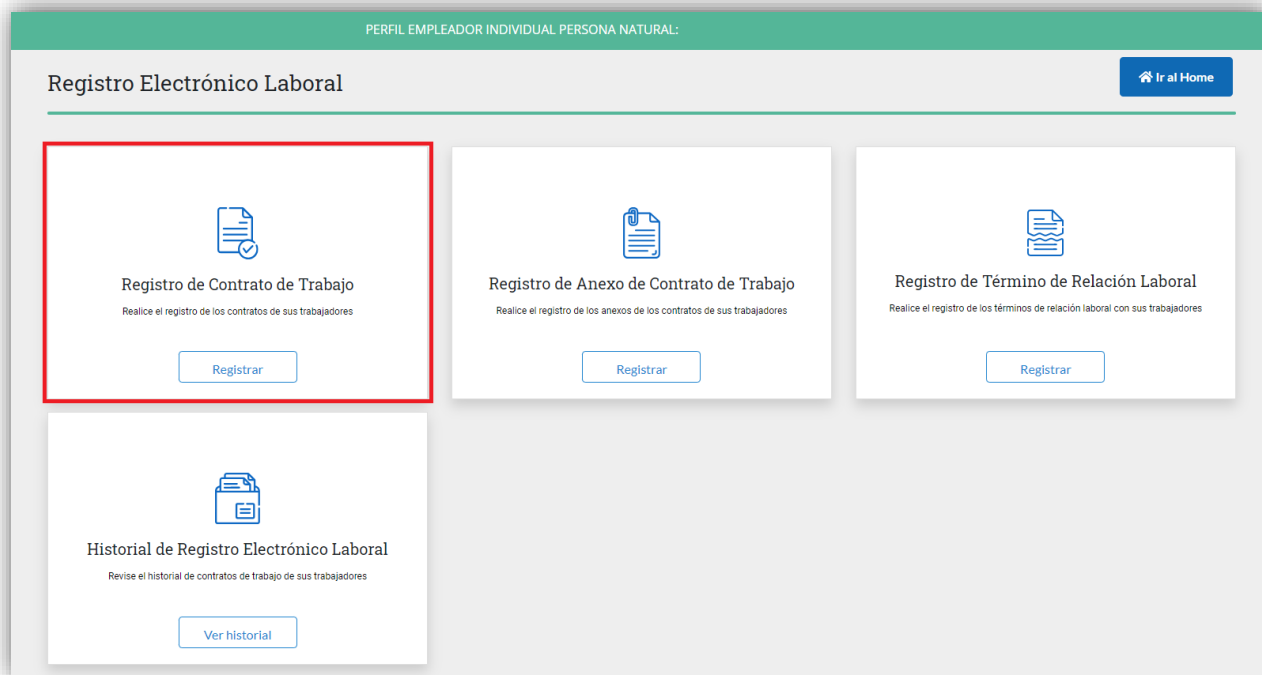 PERFIL EMPLEADOR INDIVIDUAL PERSONA NATURAL:
Registro Electrónico Laboral
Ir al Home
Registro de Contrato de Trabajo
Realice el registro de los contratos de sus trabajadores
Registrar
Registro de Anexo de Contrato de Trabajo
Realice el registro de los anexos de los contratos de sus trabajadores
Registrar
Registro de Término de Relación Laboral
Realice el registro de los términos de relación laboral con sus trabajadores
Registrar
Historial de Registro Electrónico Laboral
Revise el historial de contratos de trabajo de sus trabajadores
Ver historial